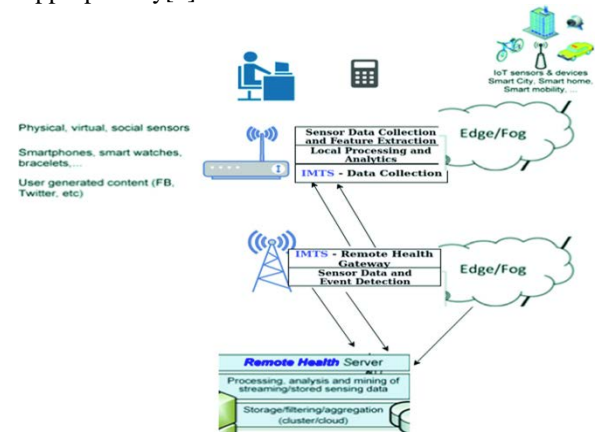 IoT sensors & devices
Smart City, Smart home,
Smart mobility, ...
Physical, virtual, social sensors
Smartphones, smart watches,
bracelets,...
User generated content (FB,
Twitter, etc)
Sensor Data Collection
and Feature Extraction
Local Processing and
Analytics
IMTS - Data Collection
Edge/Fog
IMTS - Remote Health
Gateway
Sensor Data and
Event Detection
Edge/Fog
Remote Health Server
Processing, analysis and mining of
streaming/stored sensing data
Storage/filtering/aggregation
(cluster/cloud)